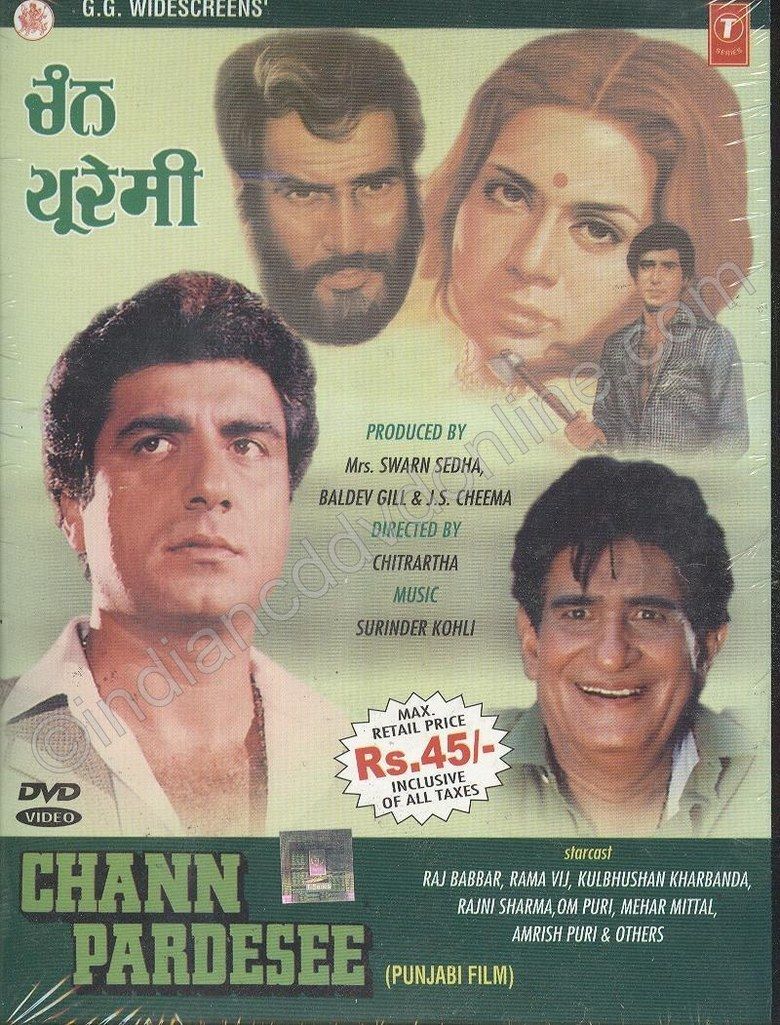 G.G. WIDESCREENS'
T
SERIES
ਚੰਨ
ਪ੍ਰਦੇਸੀ
PRODUCED BY
Mrs. SWARN SEDHA,
BALDEV GILL & J.S. CHEEMA
DIRECTED BY
CHITRARTHA
MUSIC
SURINDER KOHLI
MAX.
RETAIL PRICE
Rs.45/-
INCLUSIVE
OF ALL TAXES
DVD
VIDEO
CHANN
PARDESEE
(PUNJABI FILM)
starcast
RAJ BABBAR, RAMA VIJ, KULBHUSHAN KHARBANDA,
RAJNI SHARMA,OM PURI, MEHAR MITTAL,
AMRISH PURI & OTHERS
©indiancddvdonline.com